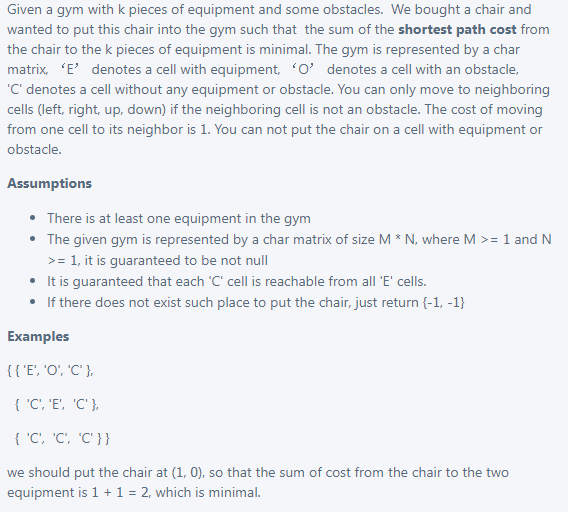 Given a gym with k pieces of equipment and some obstacles.  We bought a chair and
wanted to put this chair into the gym such that  the sum of the shortest path cost from
the chair to the k pieces of equipment is minimal. The gym is represented by a char
matrix, ‘E’ denotes a cell with equipment, ‘O’ denotes a cell with an obstacle,
'C' denotes a cell without any equipment or obstacle. You can only move to neighboring
cells (left, right, up, down) if the neighboring cell is not an obstacle. The cost of moving
from one cell to its neighbor is 1. You can not put the chair on a cell with equipment or
obstacle.
Assumptions
• There is at least one equipment in the gym
• The given gym is represented by a char matrix of size M * N, where M >= 1 and N
>= 1, it is guaranteed to be not null
• It is guaranteed that each 'C' cell is reachable from all 'E' cells.
• If there does not exist such place to put the chair, just return {-1, -1}
Examples
{ { 'E', 'O', 'C' },
{ 'C', 'E', 'C' },
{ 'C', 'C', 'C' } }
we should put the chair at (1, 0), so that the sum of cost from the chair to the two
equipment is 1 + 1 = 2, which is minimal.